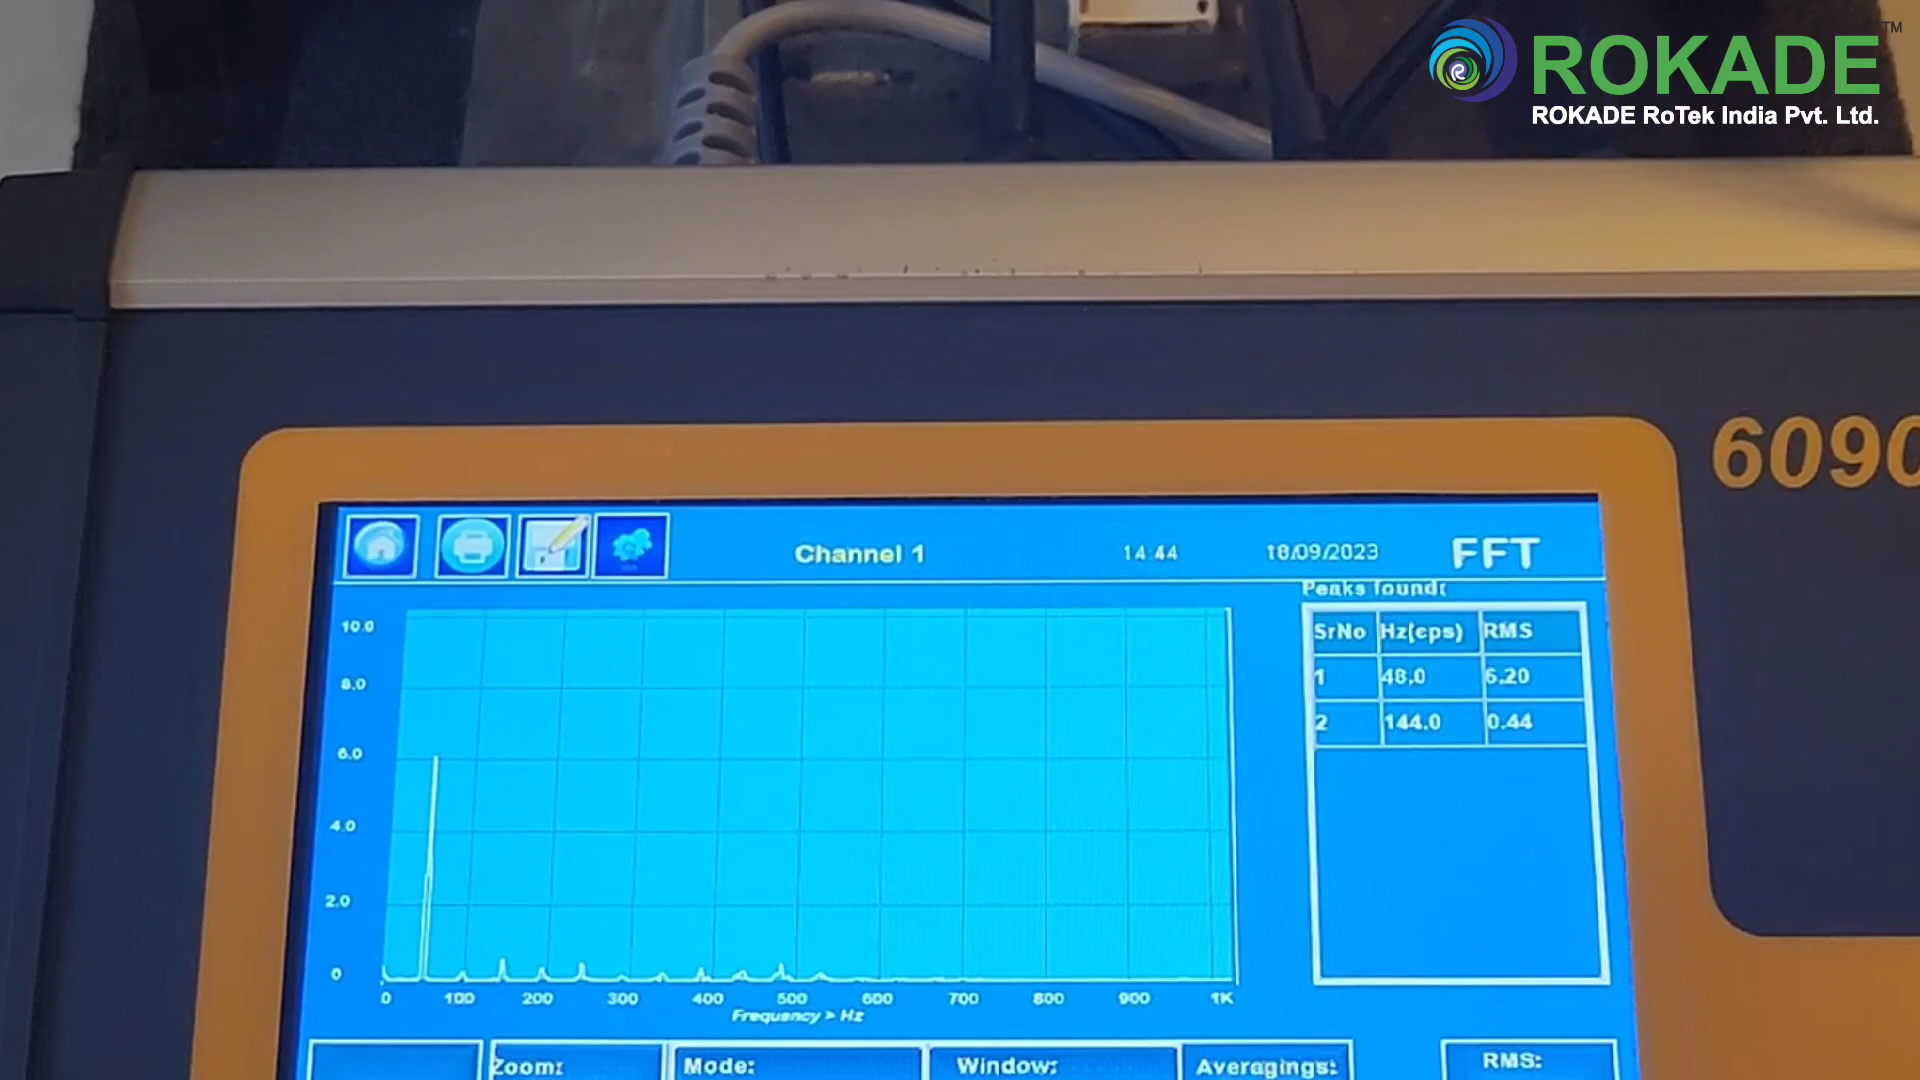 ROKADE TM
ROKADE RoTek India Pvt. Ltd.
6090
Channel 1
14:44
18/09/2023
FFT
Peaks found:
SrNo Hz(cps) RMS
1 48.0 6.20
2 144.0 0.44
10.0
8.0
6.0
4.0
2.0
0
0 100 200 300 400 500 600 700 800 900 1K
Frequency > Hz
Zoom: Mode: Window: Averagings: RMS: